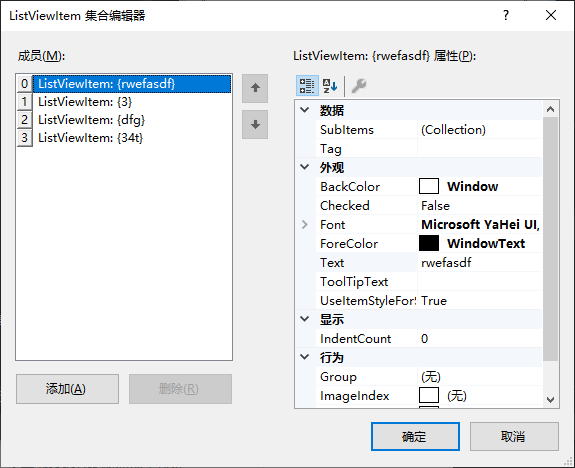 ListViewItem 集合编辑器
成员(M):
0 ListViewItem: {rwefasdf}
1 ListViewItem: {3}
2 ListViewItem: {dfg}
3 ListViewItem: {34t}
添加(A)
删除(R)
ListViewItem: {rwefasdf} 属性(P):
数据
SubItems (Collection)
Tag
外观
BackColor Window
Checked False
Font Microsoft YaHei UI,
ForeColor WindowText
Text rwefasdf
ToolTipText
UseItemStyleForS True
显示
IndentCount 0
行为
Group (无)
ImageIndex (无)
确定
取消